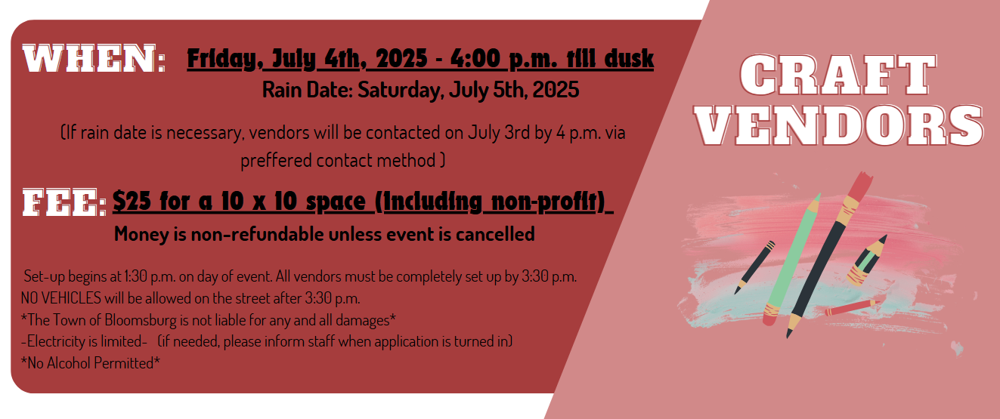 WHEN: Friday, July 4th, 2025 - 4:00 p.m. till dusk
Rain Date: Saturday, July 5th, 2025
(If rain date is necessary, vendors will be contacted on July 3rd by 4 p.m. via
preffered contact method )
FEE: $25 for a 10 x 10 space (including non-profit)
Money is non-refundable unless event is cancelled
Set-up begins at 1:30 p.m. on day of event. All vendors must be completely set up by 3:30 p.m.
NO VEHICLES will be allowed on the street after 3:30 p.m.
*The Town of Bloomsburg is not liable for any and all damages*
-Electricity is limited- (if needed, please inform staff when application is turned in)
*No Alcohol Permitted*
CRAFT
VENDORS